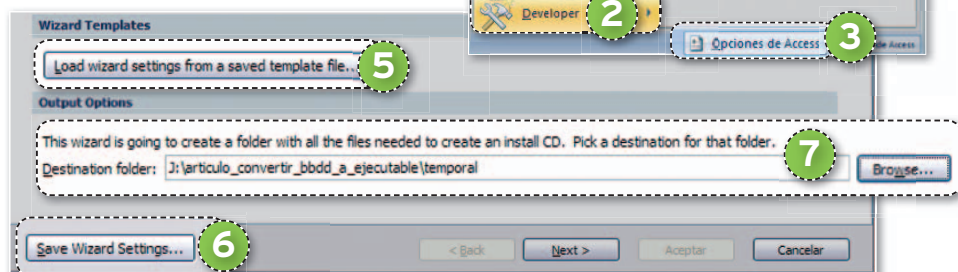 Developer
2
Opciones de Access
3
de Access
Wizard Templates
Load wizard settings from a saved template file..
5
Output Options
This wizard is going to create a folder with all the files needed to create an install CD. Pick a destination for that folder.
7
Destination folder: J:\articulo_convertir_bbdd_a_ejecutable\temporal
Browse...
Save Wizard Settings...
6
< Back
Next >
Aceptar
Cancelar